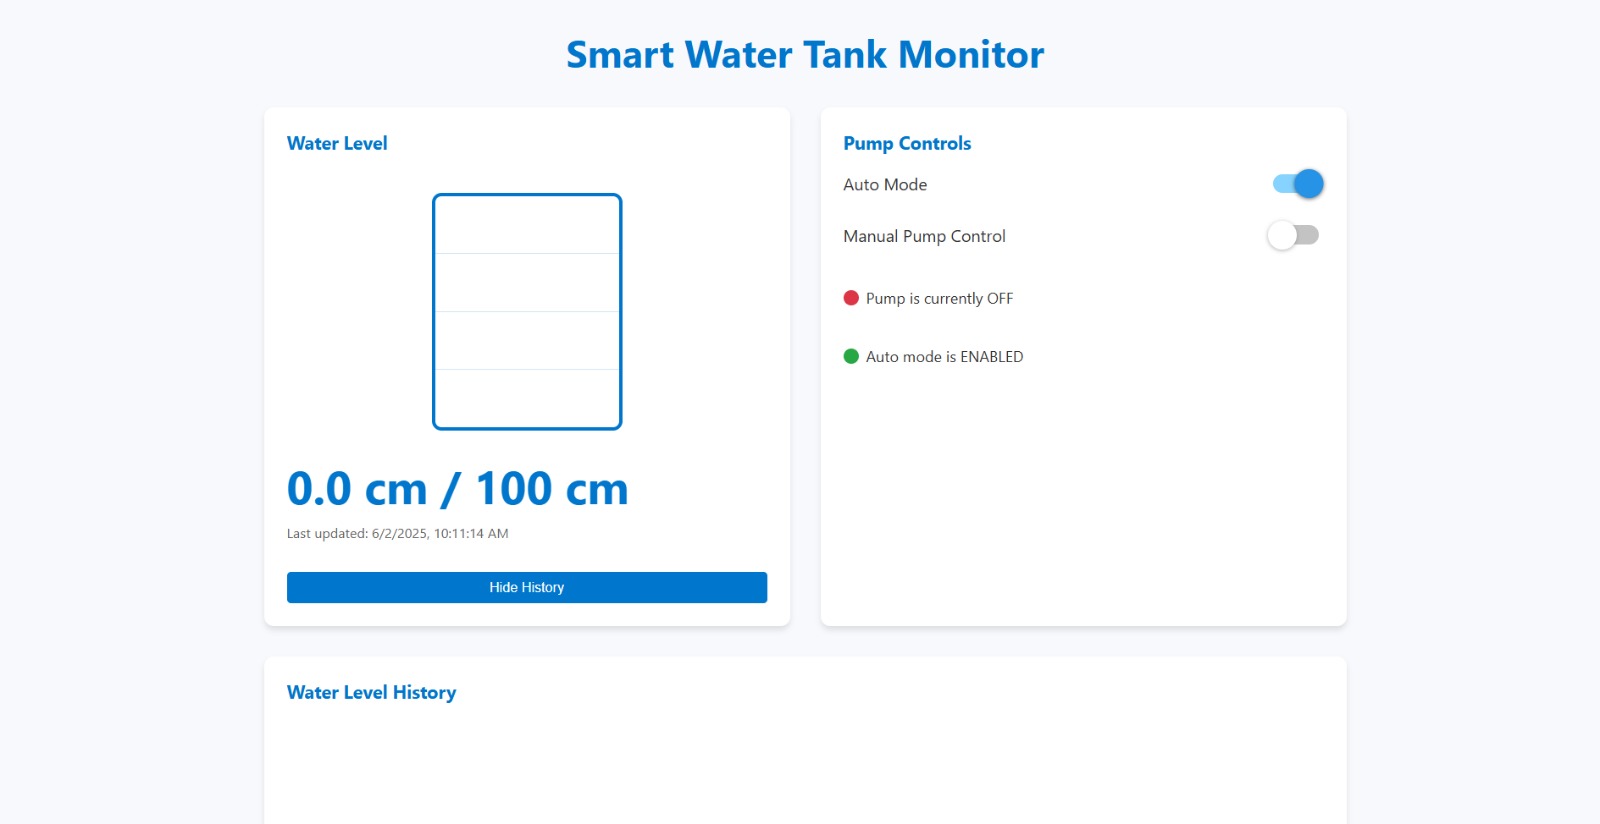 Smart Water Tank Monitor
Water Level
0.0 cm / 100 cm
Last updated: 6/2/2025, 10:11:14 AM
Hide History
Pump Controls
Auto Mode
Manual Pump Control
Pump is currently OFF
Auto mode is ENABLED
Water Level History